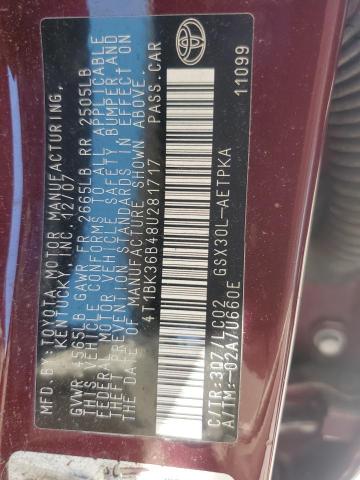 MFD.BY:TOYOTA MOTOR MANUFACTURING,
KENTUCKY, INC. 12/07
GVWR 4555LB GAWR FR 2665LB RR 2505LB
THIS VEHICLE CONFORMS TO ALL APPLICABLE
FEDERAL MOTOR VEHICLE SAFETY, BUMPER, AND
THEFT PREVENTION STANDARDS IN EFFECT ON
THE DATE OF MANUFACTURE SHOWN ABOVE.
4T1BK36B48U281717 PASS.CAR
C/TR:3Q7/LC02 GSX30L-AETPKA
A/TM:-02A/U660E 11099
TOYOTA